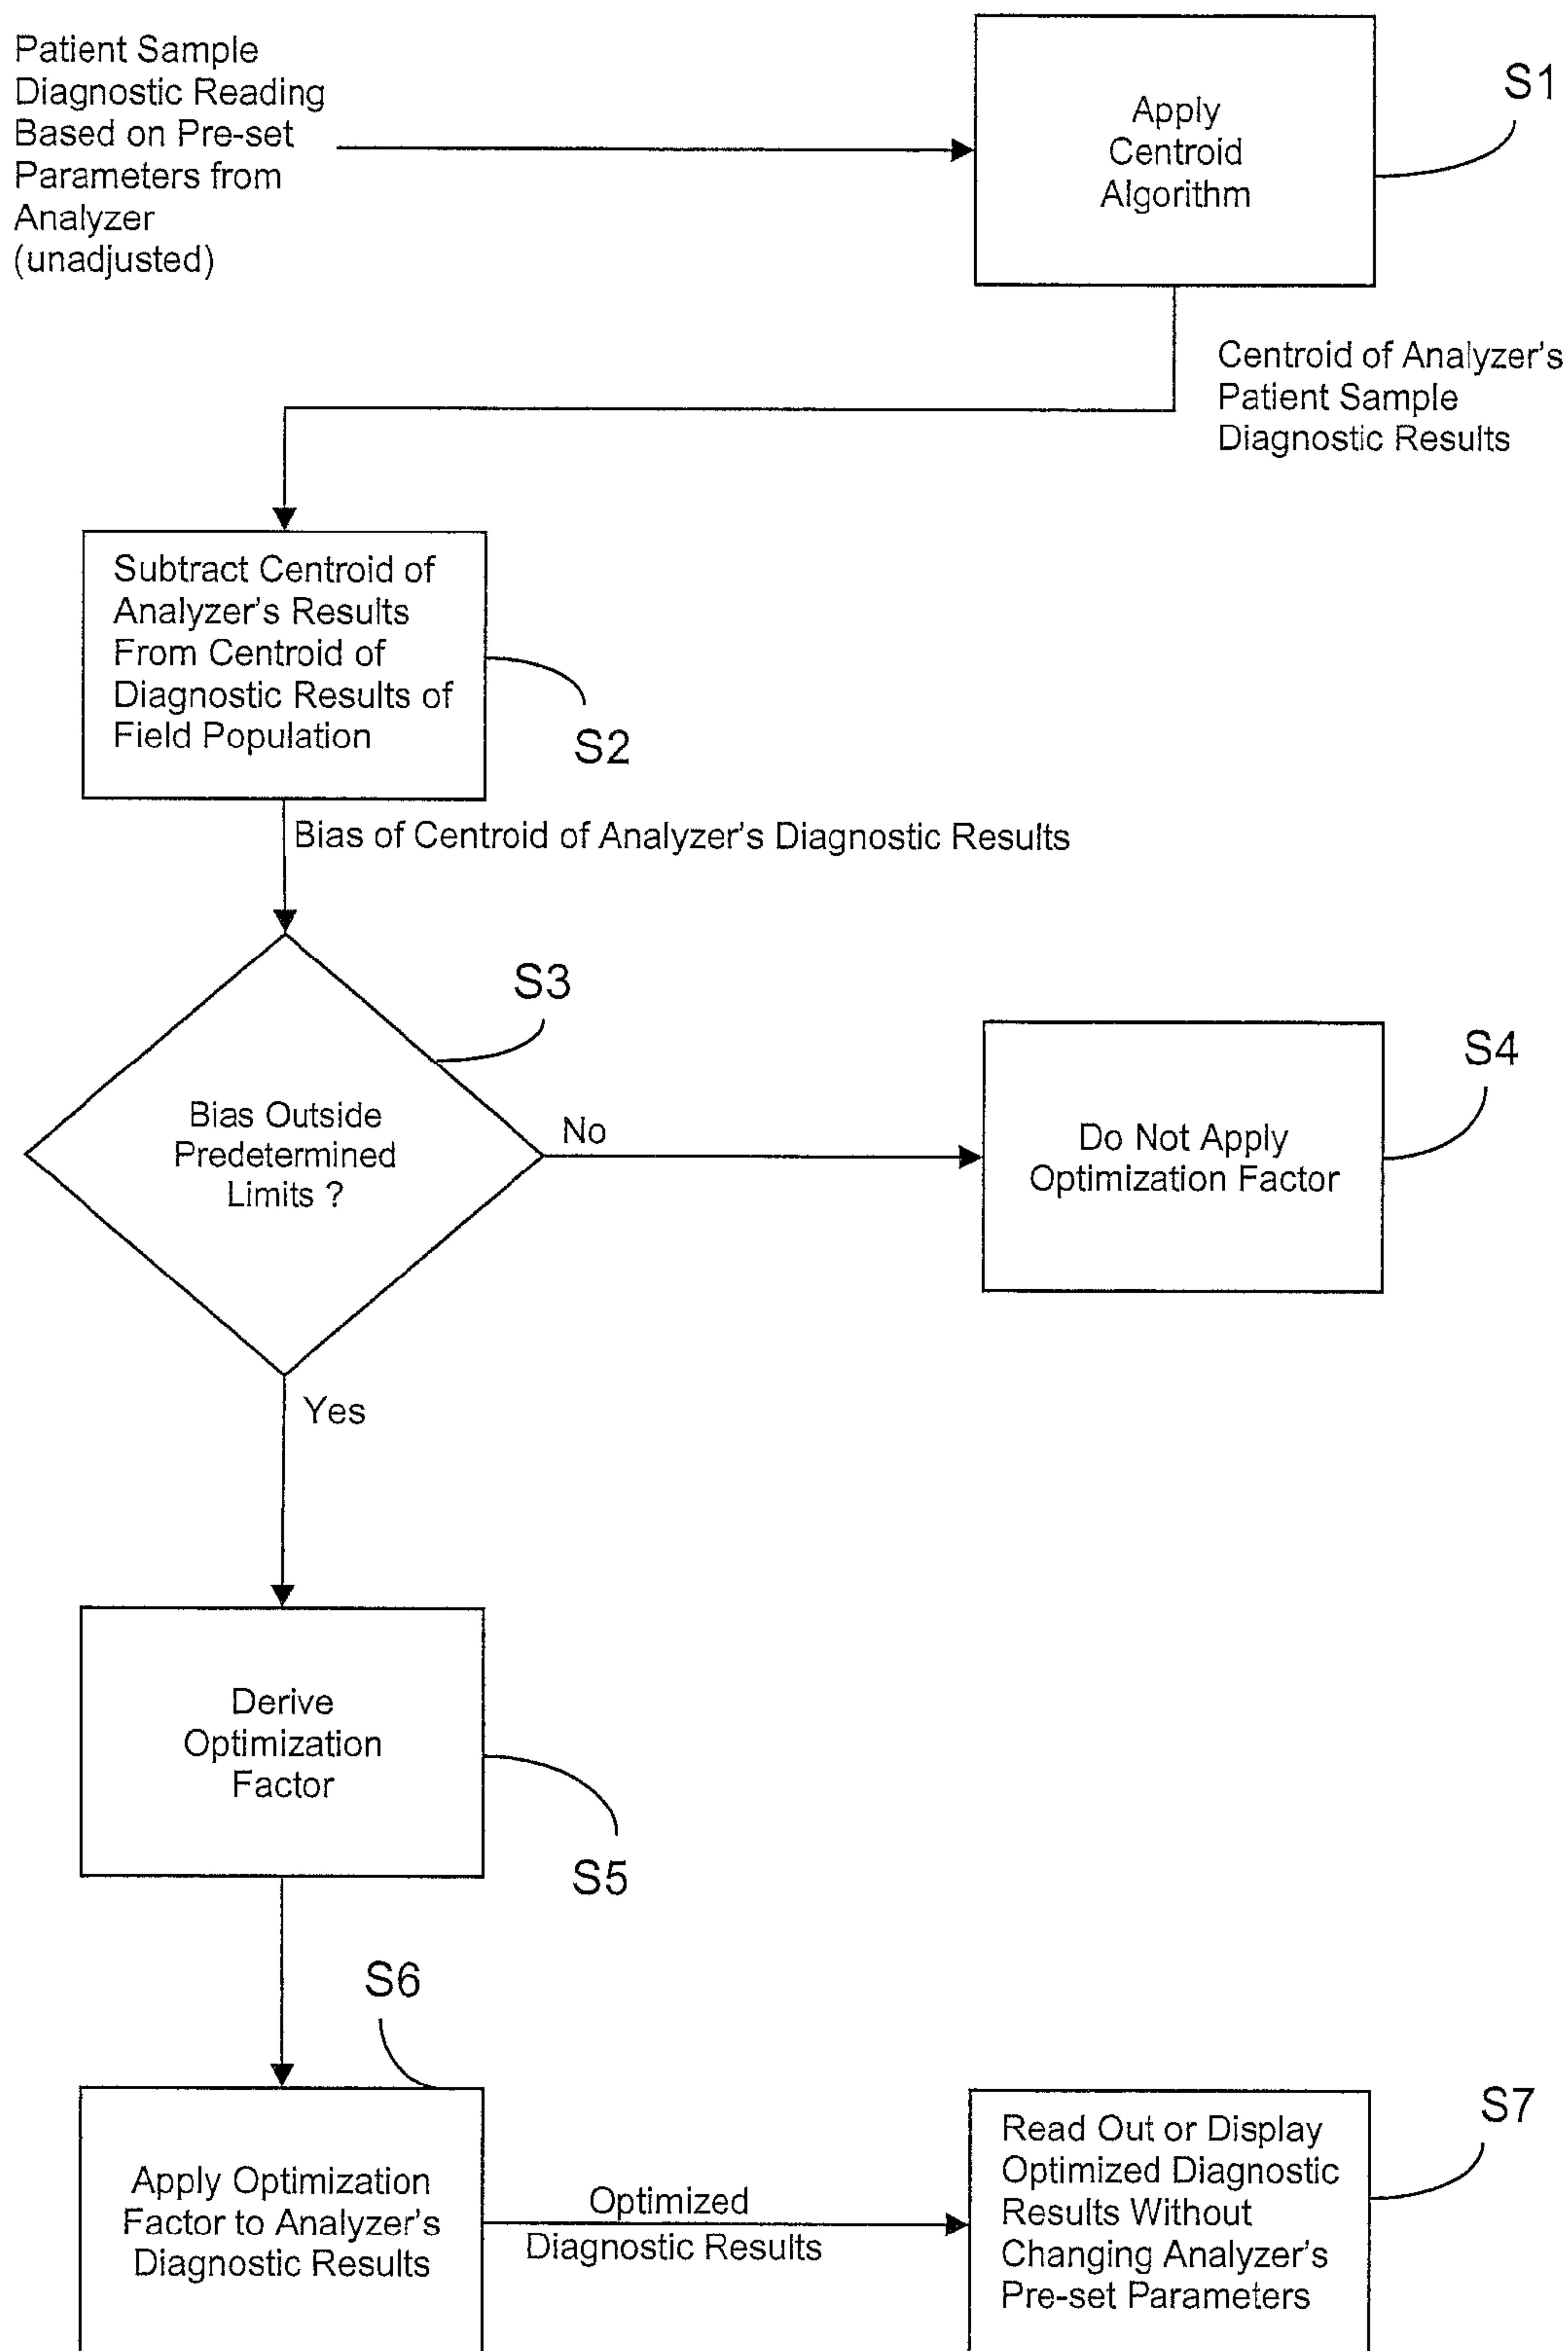 Patient Sample
Diagnostic Reading
Based on Pre-set
Parameters from
Analyzer
(unadjusted)
Apply
Centroid
Algorithm
S1
Centroid of Analyzer's
Patient Sample
Diagnostic Results
Subtract Centroid of
Analyzer's Results
From Centroid of
Diagnostic Results of
Field Population
S2
Bias of Centroid of Analyzer's Diagnostic Results
S3
Bias Outside
Predetermined
Limits ?
No
Do Not Apply
Optimization Factor
S4
Yes
Derive
Optimization
Factor
S5
S6
Apply Optimization
Factor to Analyzer's
Diagnostic Results
Optimized
Diagnostic Results
Read Out or Display
Optimized Diagnostic
Results Without
Changing Analyzer's
Pre-set Parameters
S7